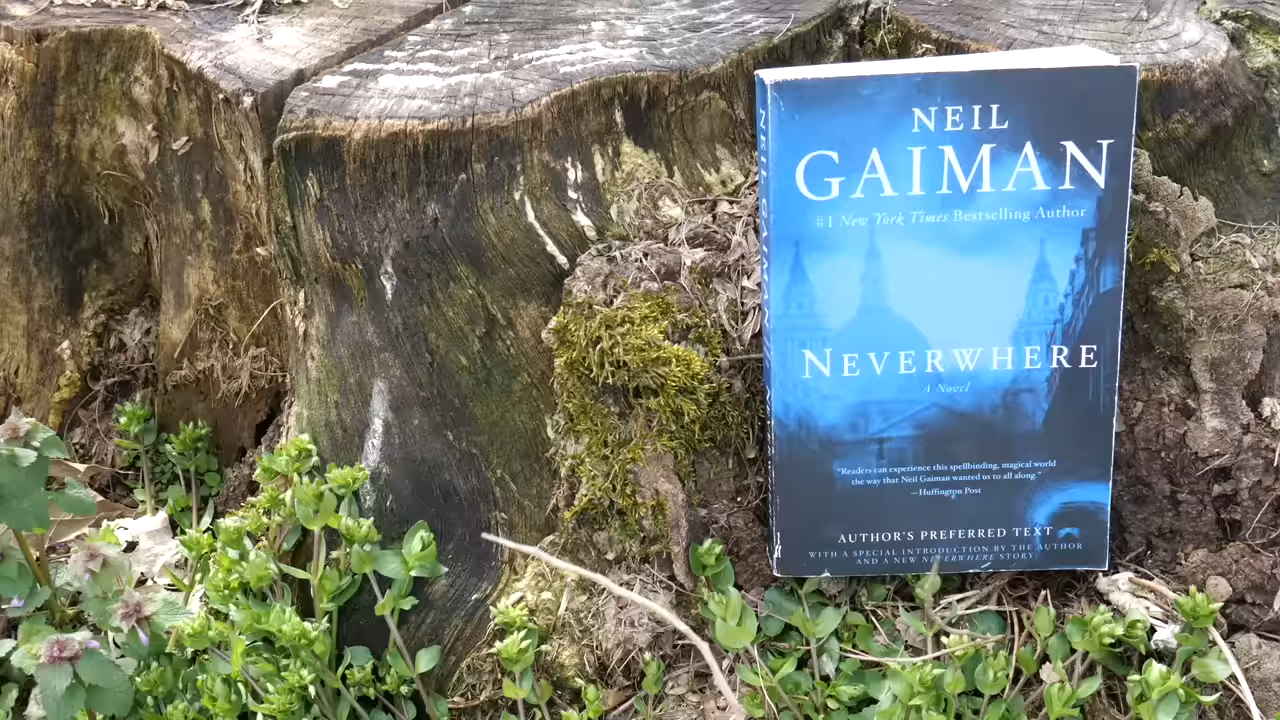 NEIL
GAIMAN
#1 New York Times Bestselling Author
NEVERWHERE
A Novel
"Readers can experience this spellbinding, magical world
the way that Neil Gaiman wanted us to all along."
—Huffington Post
AUTHOR'S PREFERRED TEXT
WITH A SPECIAL INTRODUCTION BY THE AUTHOR
AND A NEW NEVERWHERE STORY
NEIL GAIMAN